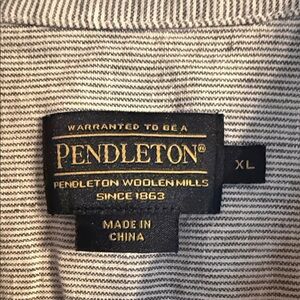 WARRANTED TO BE A
PENDLETON®
XL
PENDLETON WOOLEN MILLS
SINCE 1863
MADE IN
CHINA